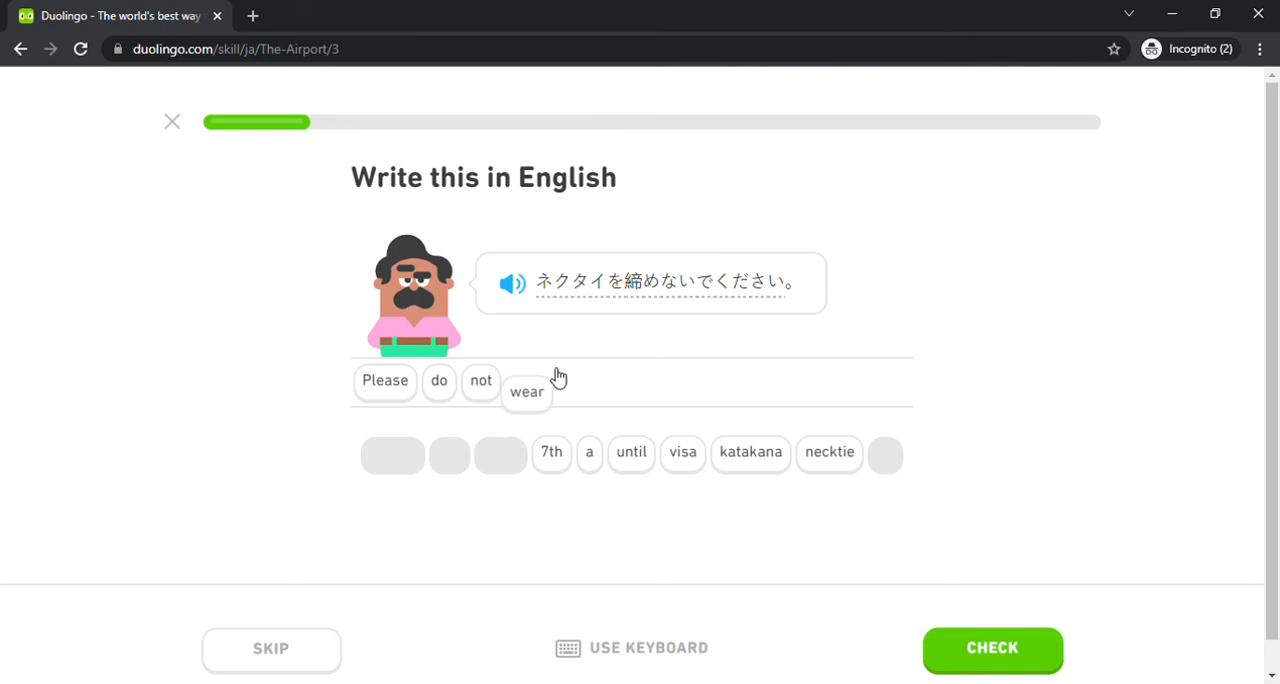 Duolingo - The world's best way
duolingo.com/skill/ja/The-Airport/3
Incognito (2)
Write this in English
ネクタイを締めないでください。
Please do not wear
7th a until visa katakana necktie
SKIP
USE KEYBOARD
CHECK